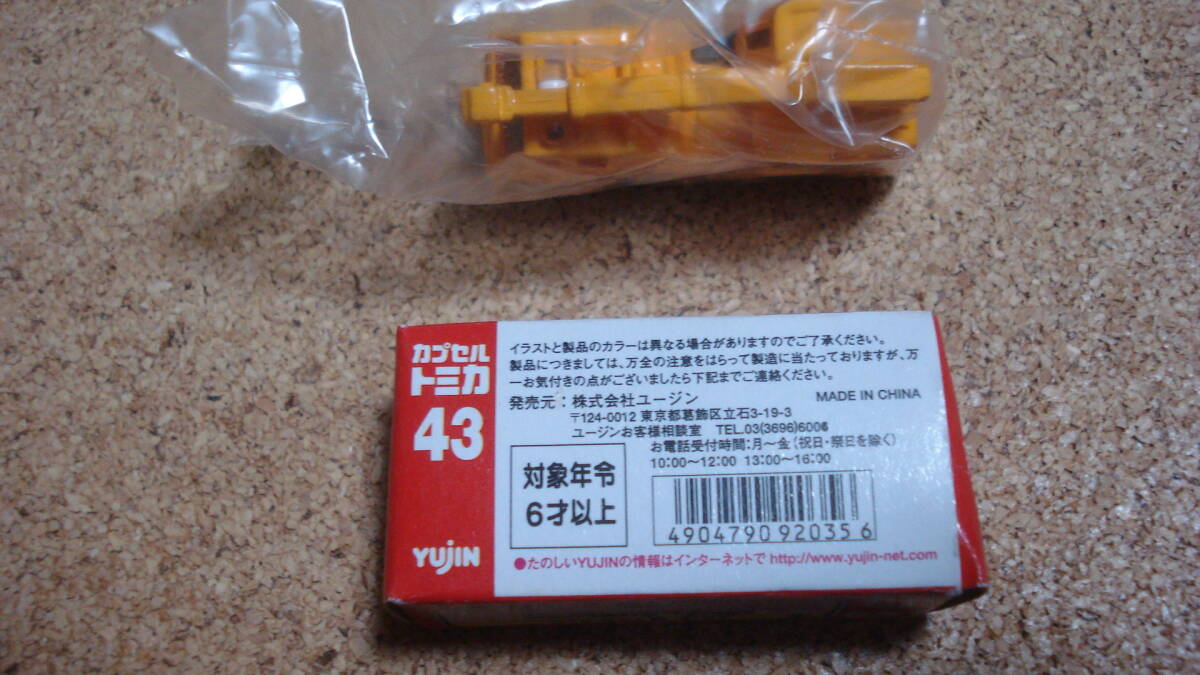 カプセル
トミカ
43
YUJIN
イラストと製品のカラーは異なる場合がありますのでご了承ください。
製品につきましては、万全の注意をはらって製造に当たっておりますが、万
一お気付きの点がございましたら下記までご連絡ください。
発売元：株式会社ユージン MADE IN CHINA
〒124-0012 東京都葛飾区立石3-19-3
ユージンお客様相談室 TEL.03(3696)6006
お電話受付時間:月～金(祝日・祭日を除く)
10:00～12:00 13:00～16:00
対象年令
6才以上
4904790920356
●たのしいYUJINの情報はインターネットで http://www.yujin-net.com